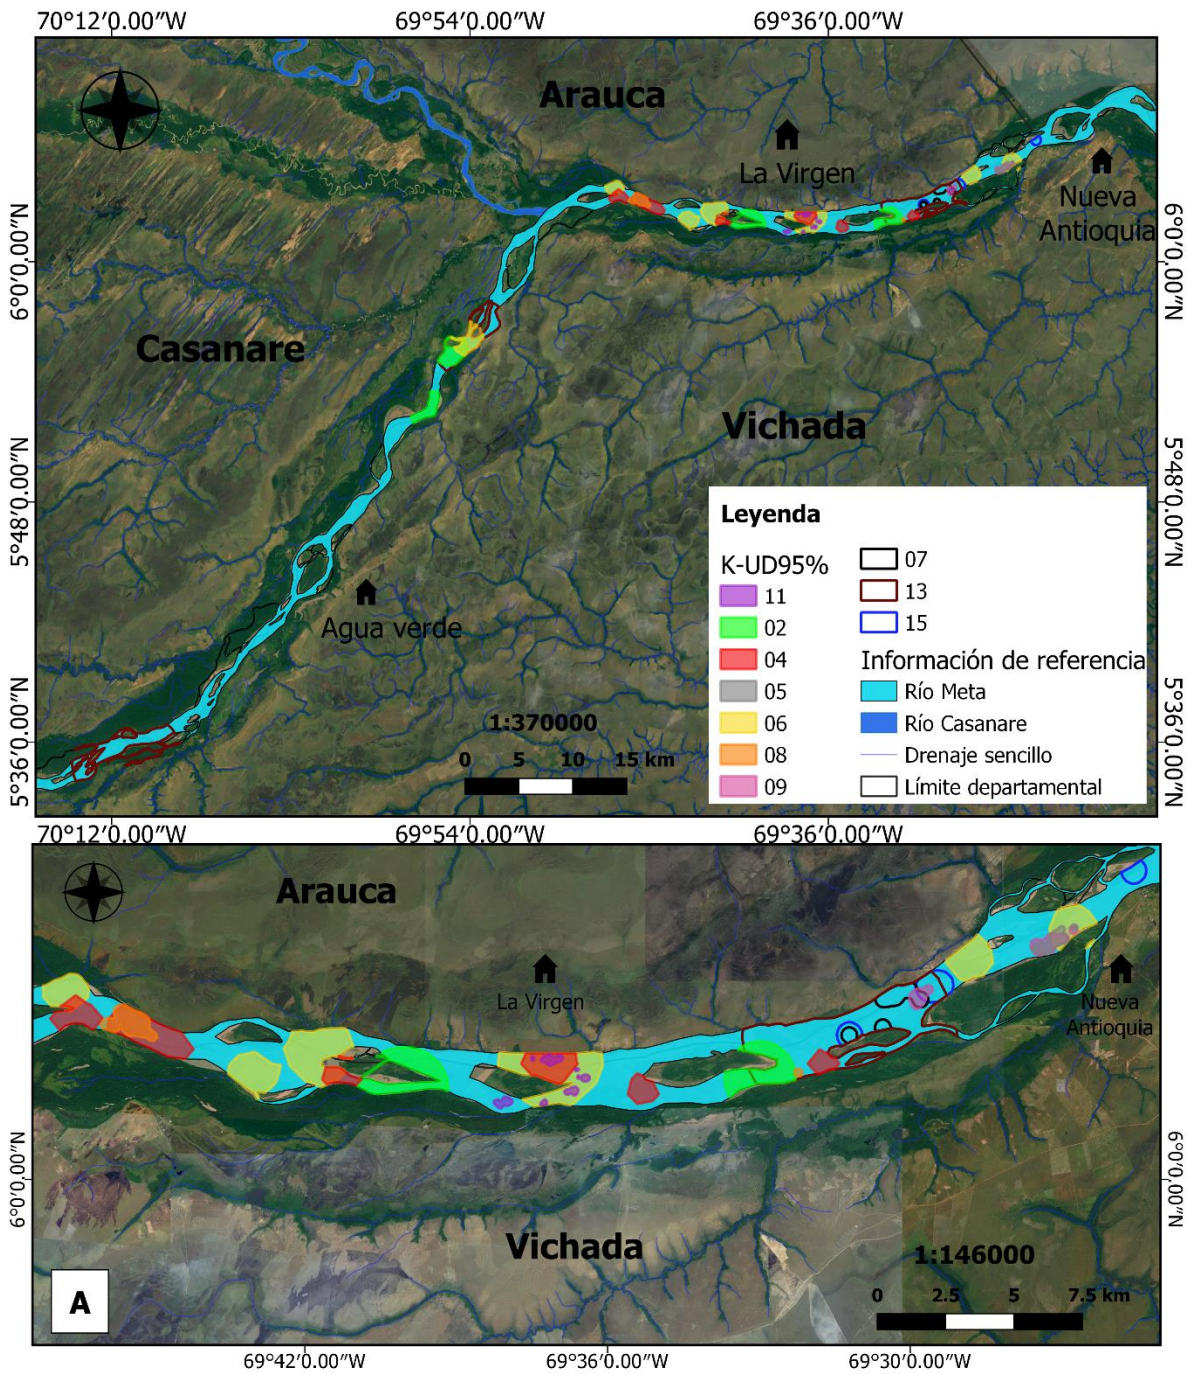 70°12′0.00″W 69°54′0.00″W 69°36′0.00″W
Arauca
La Virgen
Nueva
Antioquia
6°0′0.00″N
6°0′0.00″N
Casanare
Vichada
5°48′0.00″N
5°48′0.00″N
Agua verde
5°36′0.00″N
5°36′0.00″N
1:370000
0 5 10 15 km
Leyenda
K-UD95%
11
02
04
05
06
08
09
07
13
15
Información de referencia
Río Meta
Río Casanare
Drenaje sencillo
Límite departamental
70°12′0.00″W 69°54′0.00″W 69°36′0.00″W
Arauca
La Virgen
Nueva
Antioquia
6°0′0.00″N
6°0′0.00″N
Vichada
1:146000
0 2.5 5 7.5 km
A
69°42′0.00″W 69°36′0.00″W 69°30′0.00″W